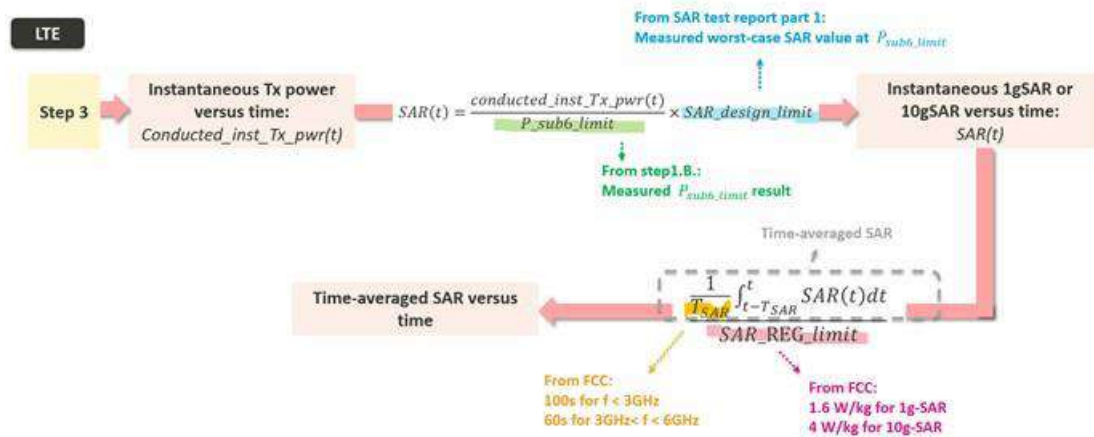 LTE
From SAR test report part 1:
Measured worst-case SAR value at P_sub6_limit
Step 3
Instantaneous Tx power
versus time:
Conducted_inst_Tx_pwr(t)
SAR(t) = conducted_inst_Tx_pwr(t) / P_sub6_limit × SAR_design_limit
Instantaneous 1gSAR or
10gSAR versus time:
SAR(t)
From step1.B.:
Measured P_sub6_limit result
Time-averaged SAR
Time-averaged SAR versus
time
1/T_SAR ∫_{t−T_SAR}^{t} SAR(t)dt
SAR_REG_limit
From FCC:
100s for f < 3GHz
60s for 3GHz< f < 6GHz
From FCC:
1.6 W/kg for 1g-SAR
4 W/kg for 10g-SAR